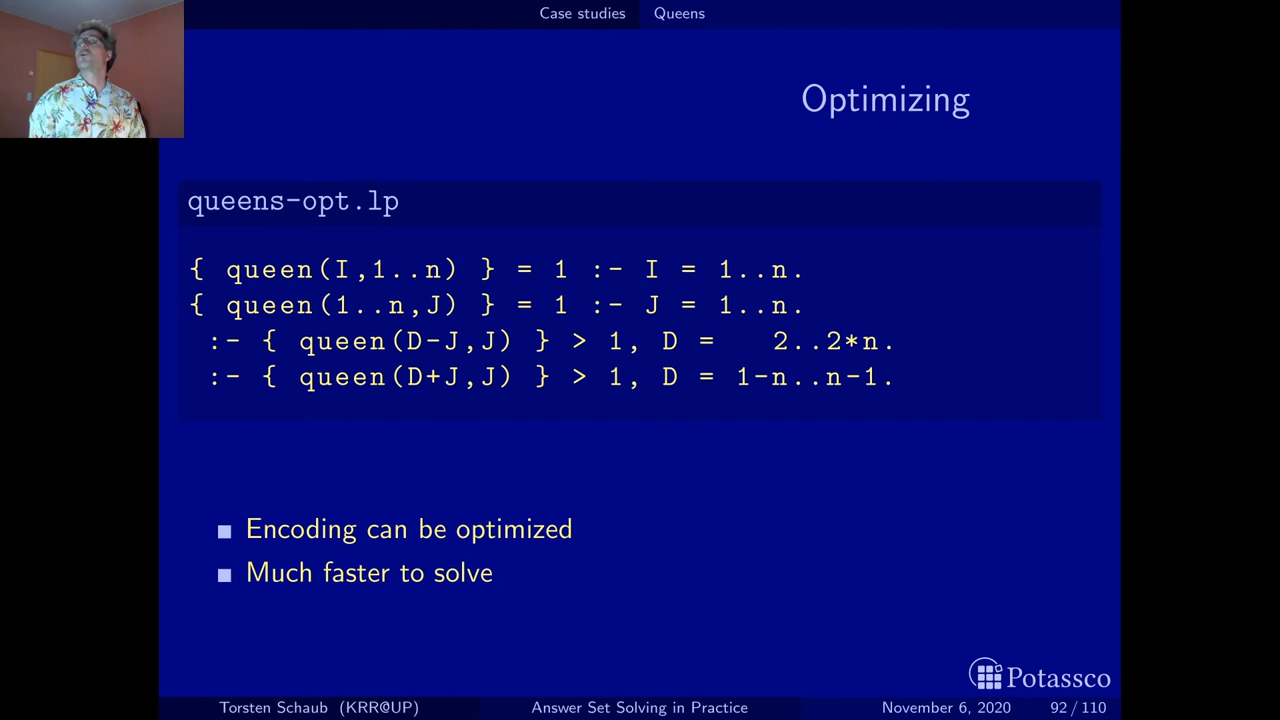 Case studies Queens
Optimizing
queens-opt.lp
{ queen(I,1..n) } = 1 :- I = 1..n.
{ queen(1..n,J) } = 1 :- J = 1..n.
:- { queen(D-J,J) } > 1, D = 2..2*n.
:- { queen(D+J,J) } > 1, D = 1-n..n-1.
Encoding can be optimized
Much faster to solve
Potassco
Torsten Schaub (KRR@UP) Answer Set Solving in Practice November 6, 2020 92 / 110